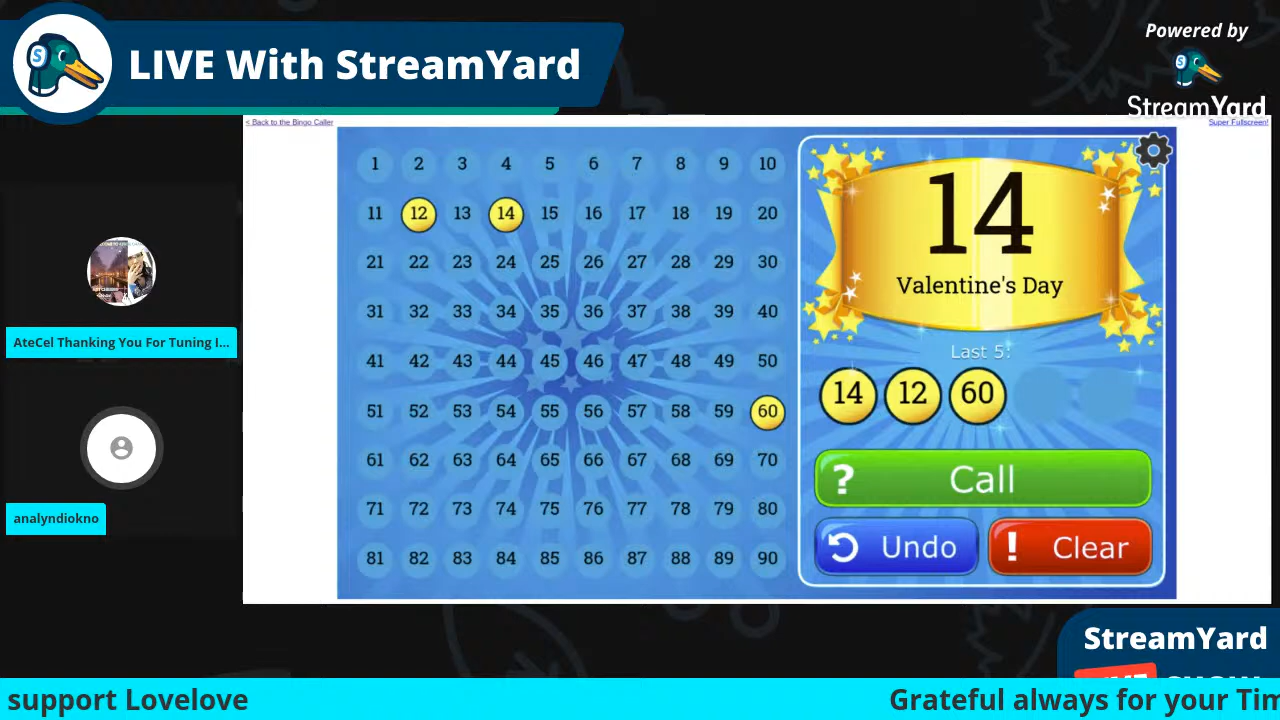 LIVE With StreamYard
Powered by
StreamYard
< Back to the Bingo Caller
Super Fullscreen!
1 2 3 4 5 6 7 8 9 10
11 12 13 14 15 16 17 18 19 20
21 22 23 24 25 26 27 28 29 30
31 32 33 34 35 36 37 38 39 40
41 42 43 44 45 46 47 48 49 50
51 52 53 54 55 56 57 58 59 60
61 62 63 64 65 66 67 68 69 70
71 72 73 74 75 76 77 78 79 80
81 82 83 84 85 86 87 88 89 90
14
Valentine's Day
Last 5:
14 12 60
? Call
Undo
! Clear
AteCel Thanking You For Tuning I...
analyndiokno
StreamYard
support Lovelove
Grateful always for your Tim